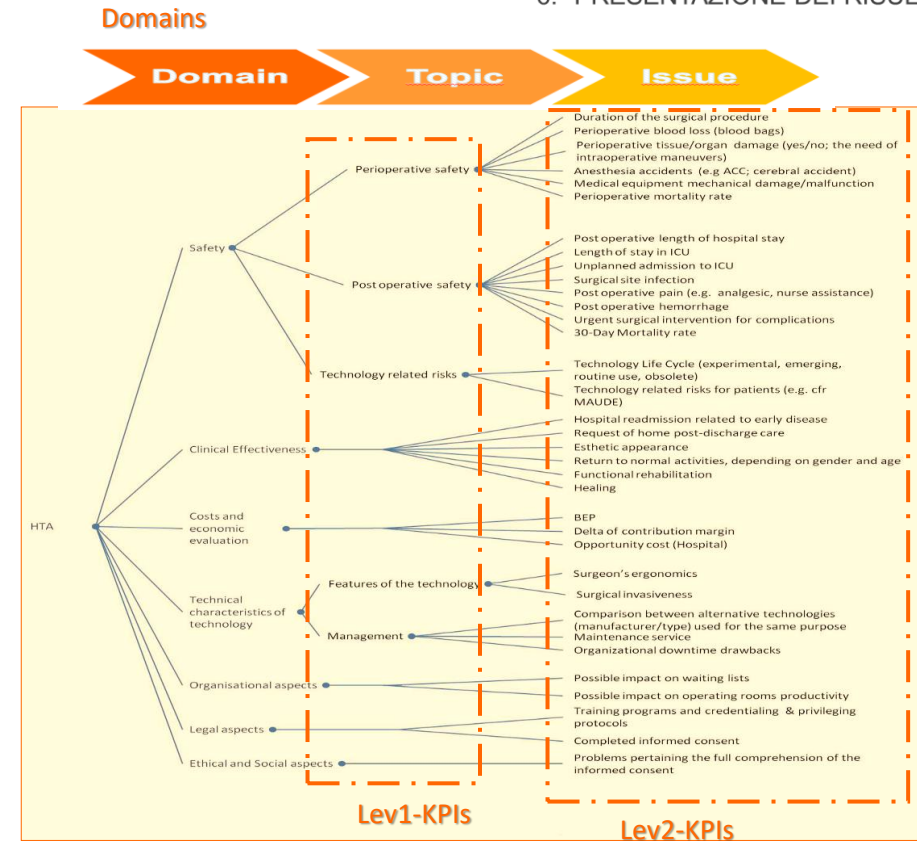 Domains
Domain
Topic
Issue
Duration of the surgical procedure
Perioperative blood loss (blood bags)
Perioperative tissue/organ damage (yes/no; the need of
intraoperative maneuvers)
Perioperative safety
Anesthesia accidents (e.g ACC; cerebral accident)
Medical equipment mechanical damage/malfunction
Perioperative mortality rate
Post operative length of hospital stay
Safety
Length of stay in ICU
Unplanned admission to ICU
Surgical site infection
Post operative safety
Post operative pain (e.g. analgesic, nurse assistance)
Post operative hemorrhage
Urgent surgical intervention for complications
30-Day Mortality rate
Technology Life Cycle (experimental, emerging,
routine use, obsolete)
Technology related risks
Technology related risks for patients (e.g. cfr
MAUDE)
Hospital readmission related to early disease
Request of home post-discharge care
Clinical Effectiveness
Esthetic appearance
Return to normal activities, depending on gender and age
Functional rehabilitation
Healing
HTA
Costs and
economic
evaluation
BEP
Delta of contribution margin
Opportunity cost (Hospital)
Technical
characteristics of
technology
Features of the technology
Surgeon's ergonomics
Surgical invasiveness
Management
Comparison between alternative technologies
(manufacturer/type) used for the same purpose
Maintenance service
Organizational downtime drawbacks
Organisational aspects
Possible impact on waiting lists
Possible impact on operating rooms productivity
Legal aspects
Training programs and credentialing & privileging
protocols
Completed informed consent
Ethical and Social aspects
Problems pertaining the full comprehension of the
informed consent
Lev1-KPIs
Lev2-KPIs